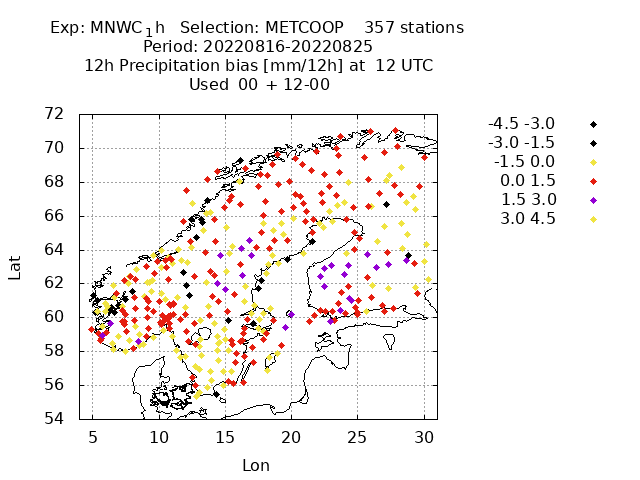 Exp: MNWC_1h   Selection: METCOOP    357 stations
Period: 20220816-20220825
12h Precipitation bias [mm/12h] at  12 UTC
Used  00 + 12-00
-4.5 -3.0
-3.0 -1.5
-1.5 0.0
0.0 1.5
1.5 3.0
3.0 4.5
72
70
68
66
64
62
60
58
56
54
Lat
5 10 15 20 25 30
Lon